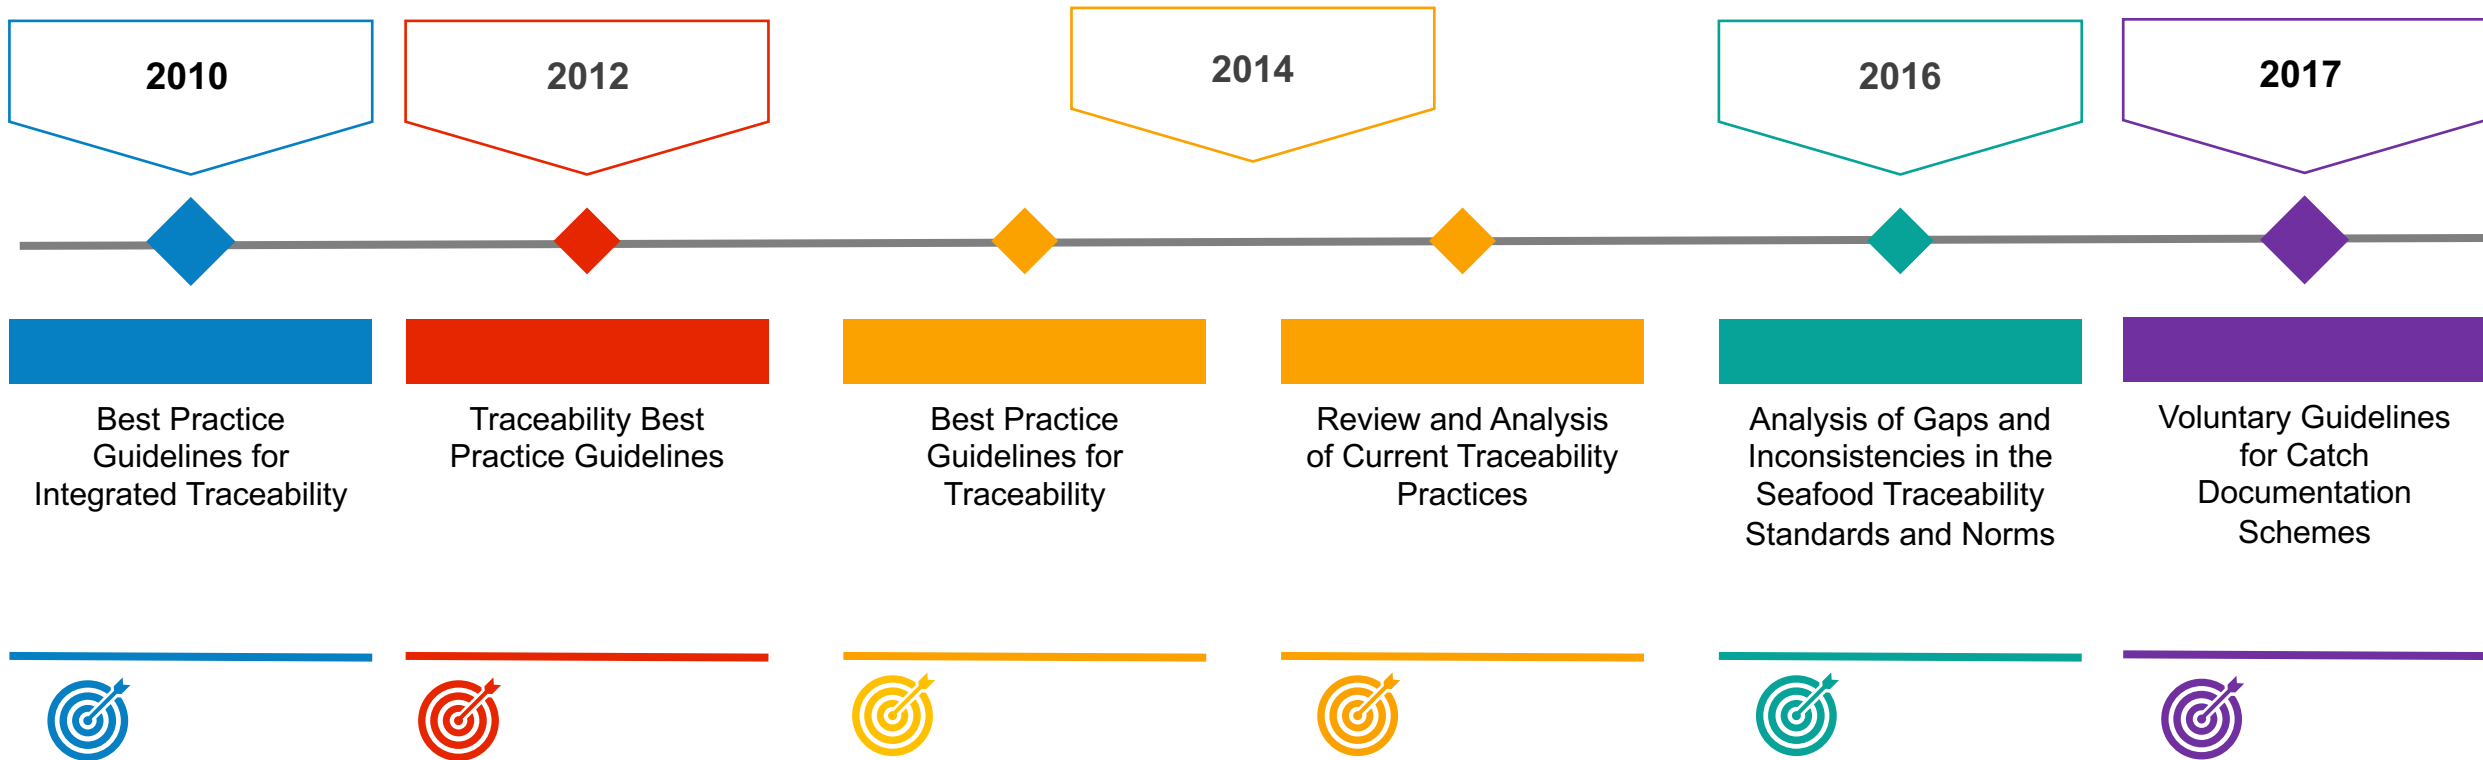 2010
2012
2014
2016
2017
Best Practice
Guidelines for
Integrated Traceability
Traceability Best
Practice Guidelines
Best Practice
Guidelines for
Traceability
Review and Analysis
of Current Traceability
Practices
Analysis of Gaps and
Inconsistencies in the
Seafood Traceability
Standards and Norms
Voluntary Guidelines
for Catch
Documentation
Schemes